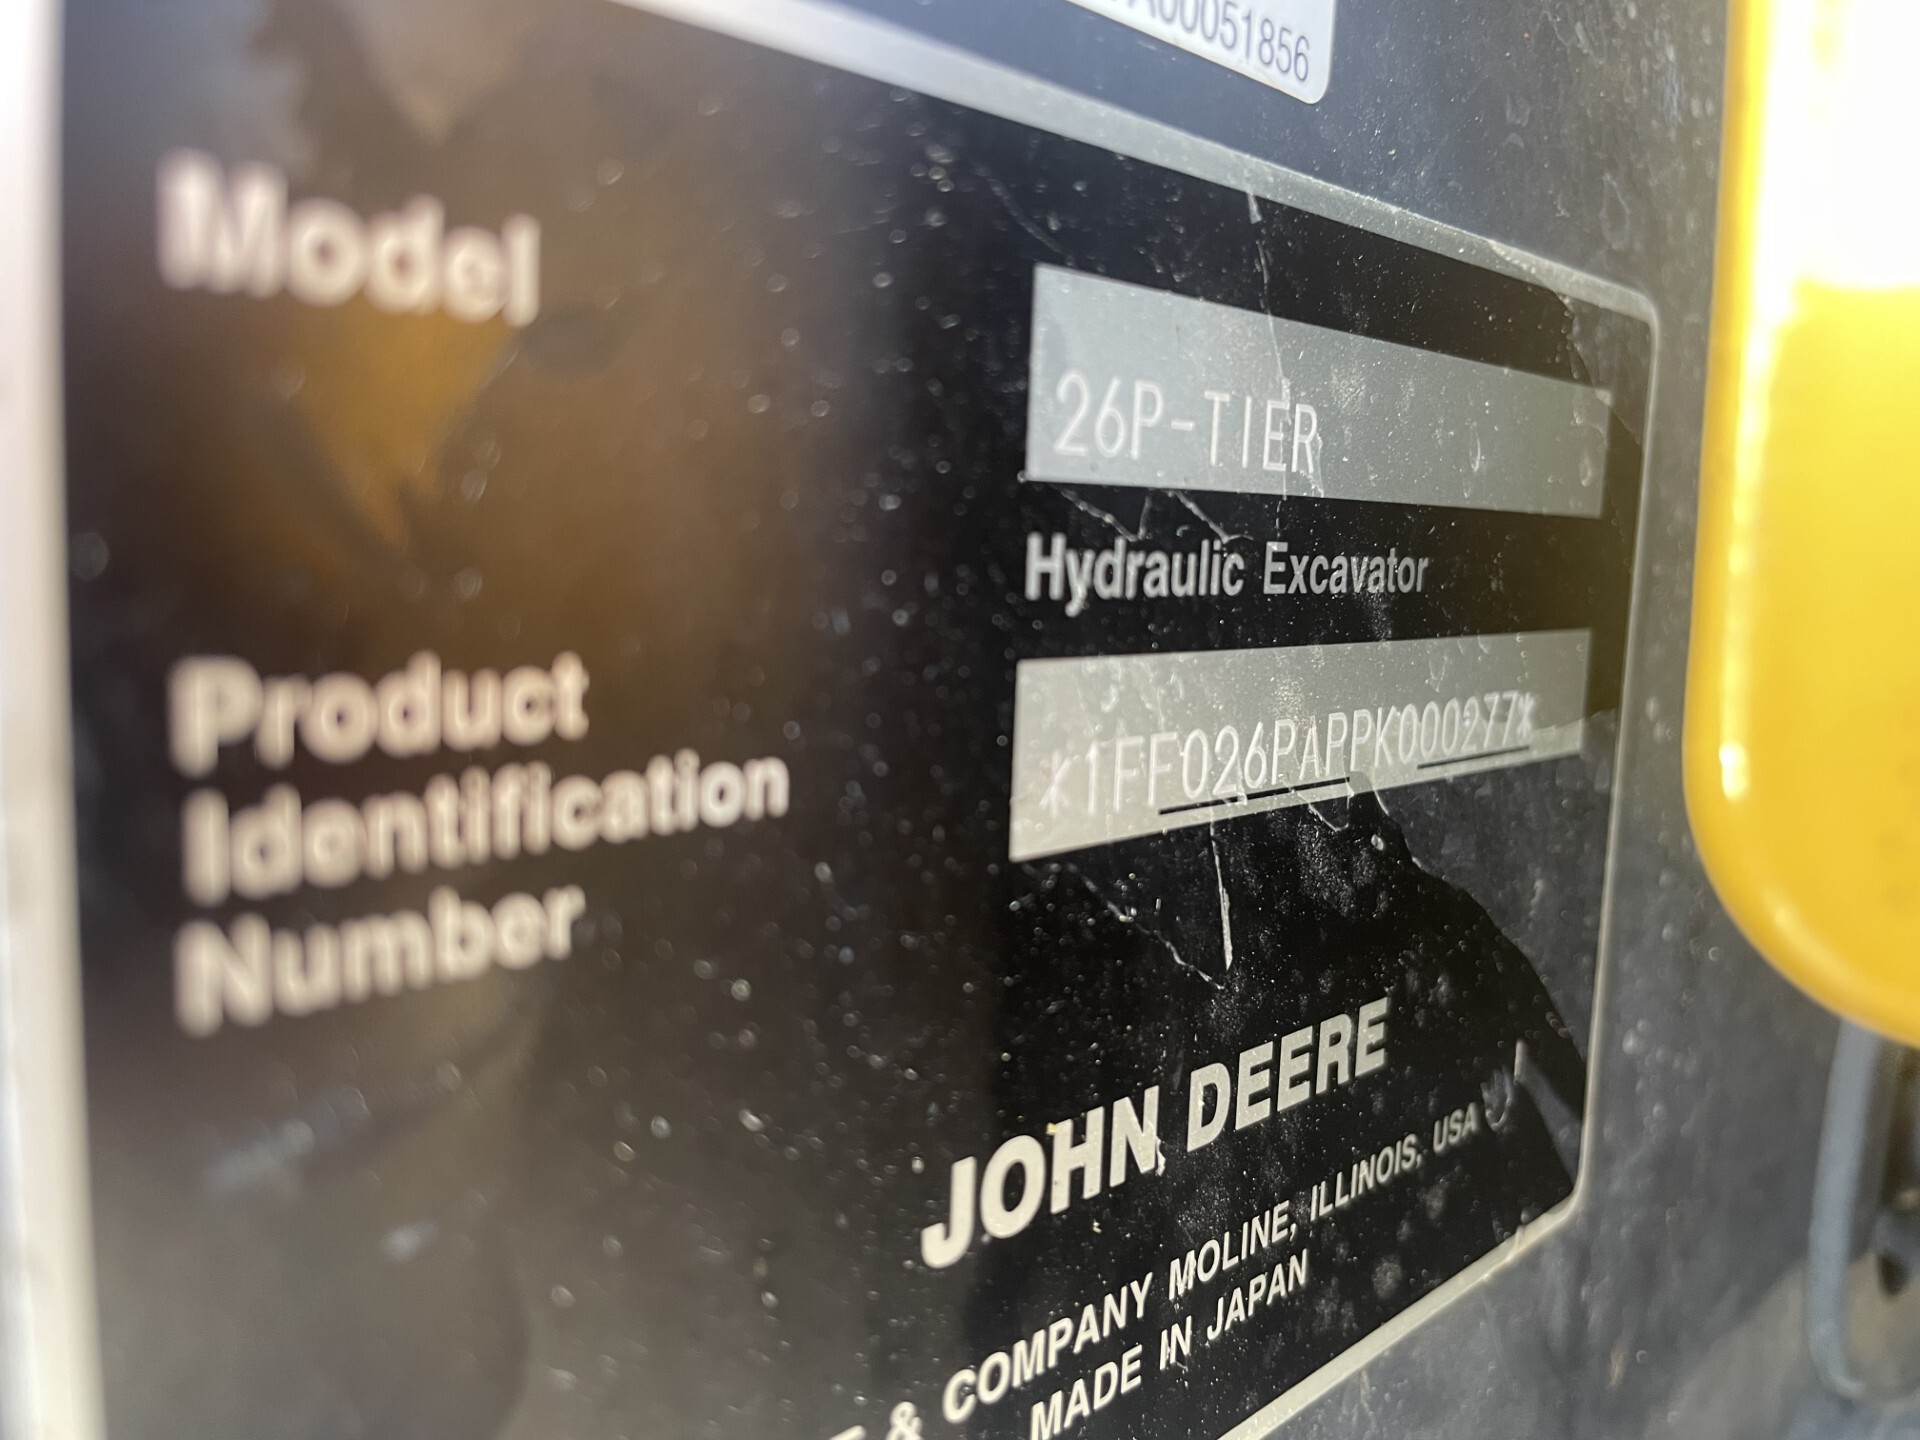 A00051856
Model
26P-TIER
Hydraulic Excavator
Product
Identification
Number
*1FF026PAPPK000277*
JOHN DEERE
& COMPANY MOLINE, ILLINOIS, USA
MADE IN JAPAN